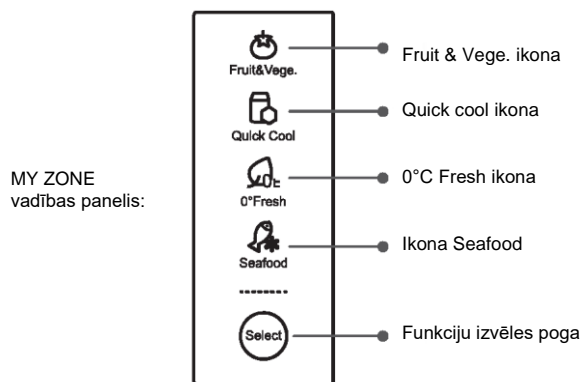 Fruit&Vege.
Fruit & Vege. ikona
Quick Cool
Quick cool ikona
MY ZONE
vadības panelis:
0°Fresh
0°C Fresh ikona
Seafood
Ikona Seafood
Select
Funkciju izvēles poga